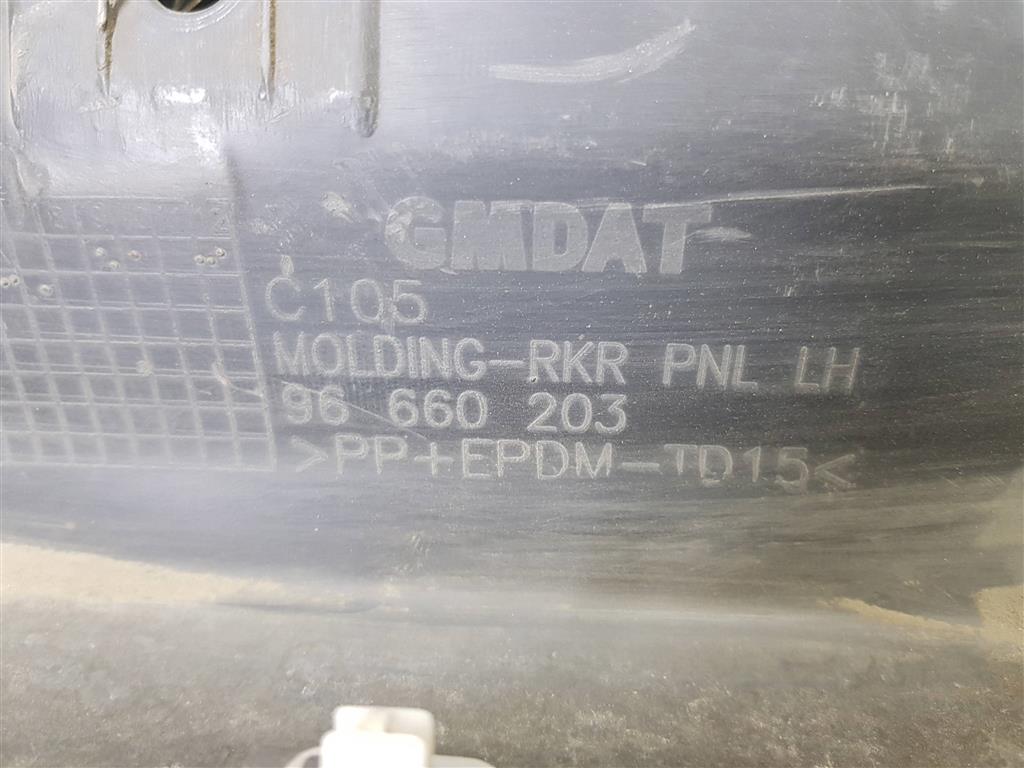 GMDAT
C105
MOLDING-RKR PNL LH
96 660 203
>PP+EPDM-TD15<